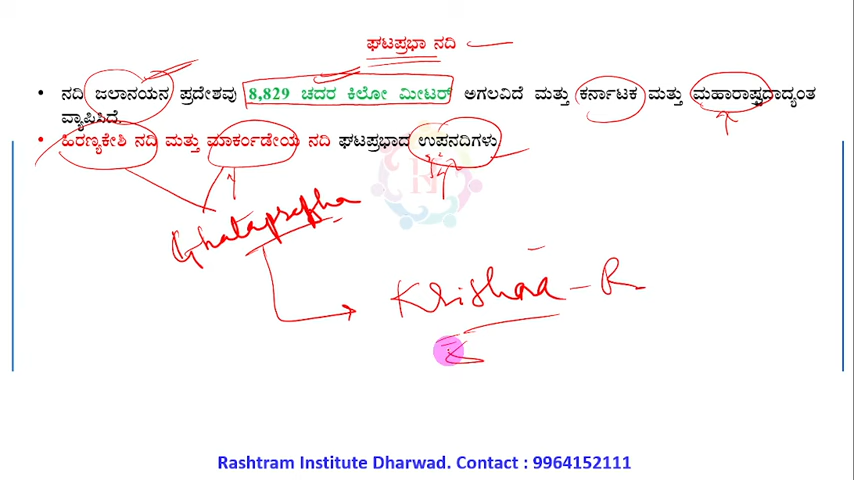 ಘಟಪ್ರಭಾ ನದಿ
• ನದಿ ಜಲಾನಯನ ಪ್ರದೇಶವು 8,829 ಚದರ ಕಿಲೋ ಮೀಟರ್ ಅಗಲವಿದೆ ಮತ್ತು ಕರ್ನಾಟಕ ಮತ್ತು ಮಹಾರಾಷ್ಟ್ರದಾದ್ಯಂತ
ವ್ಯಾಪಿಸಿದೆ.
• ಹಿರಣ್ಯಕೇಶಿ ನದಿ ಮತ್ತು ಮಾರ್ಕಂಡೇಯ ನದಿ ಘಟಪ್ರಭಾದ ಉಪನದಿಗಳು
Ghataprabha
Krishna - R
Rashtram Institute Dharwad. Contact : 9964152111